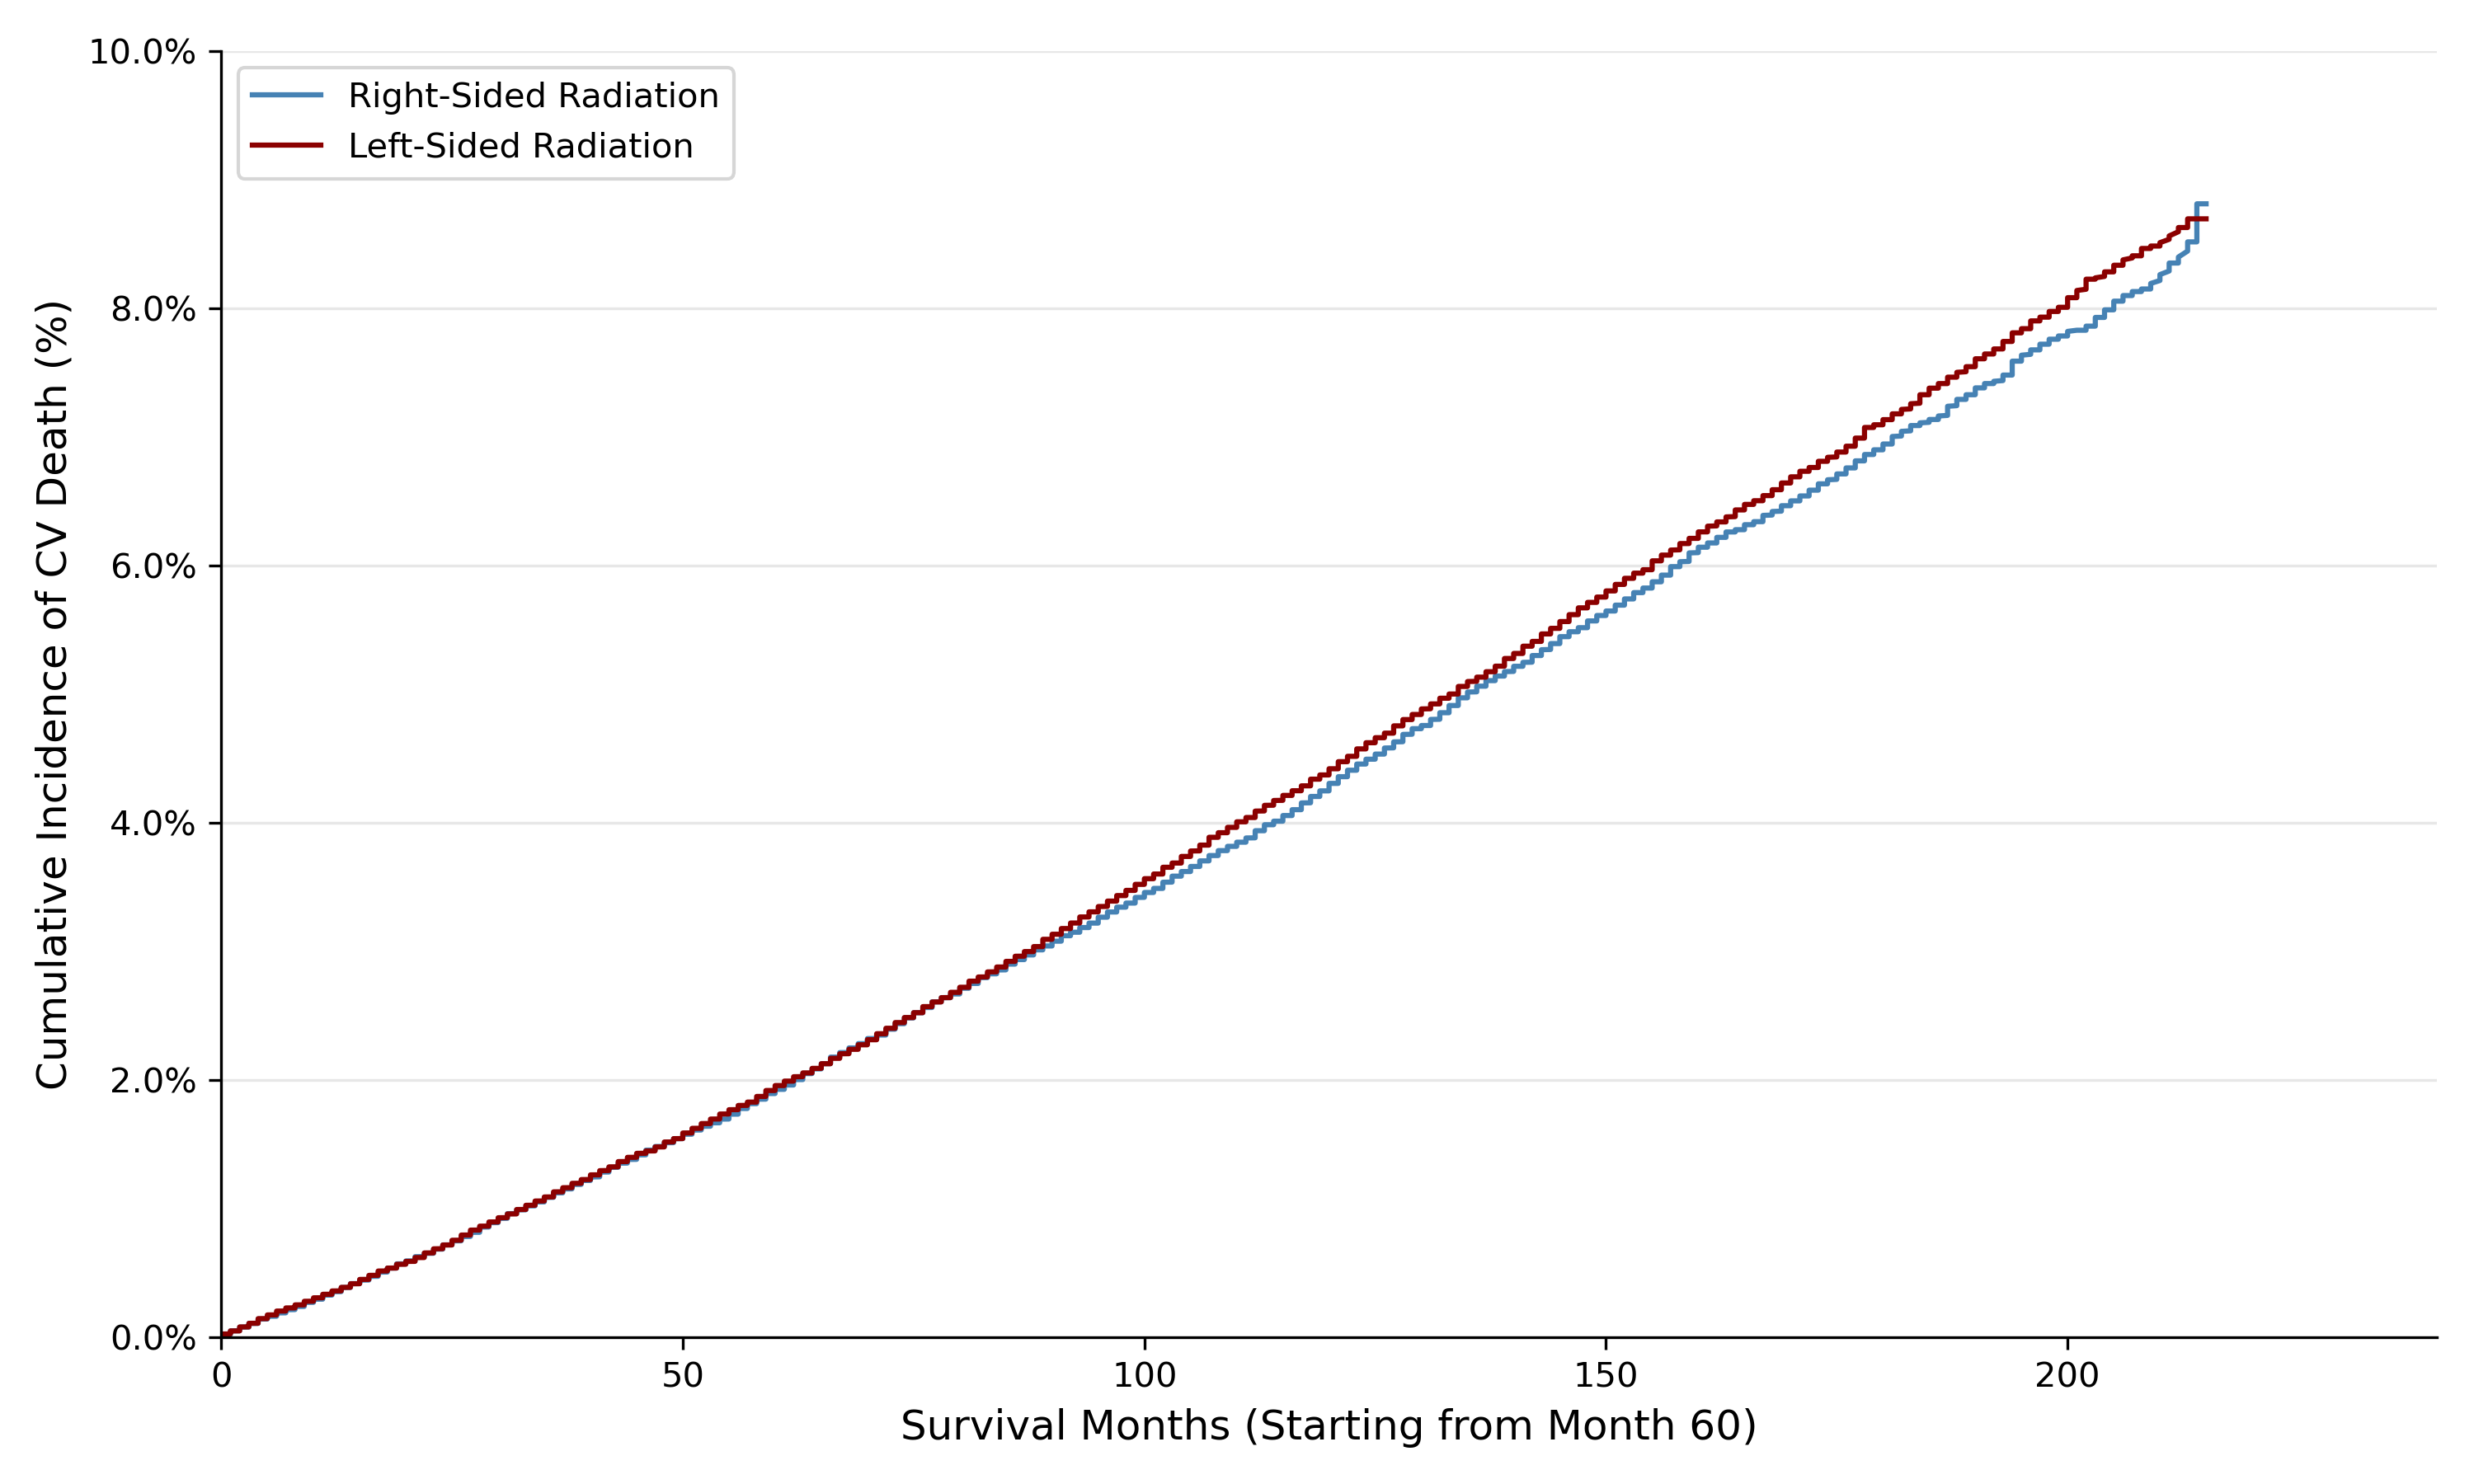 10.0%
Right-Sided Radiation
Left-Sided Radiation
8.0%
6.0%
4.0%
2.0%
0.0%
Cumulative Incidence of CV Death (%)
0 50 100 150 200
Survival Months (Starting from Month 60)